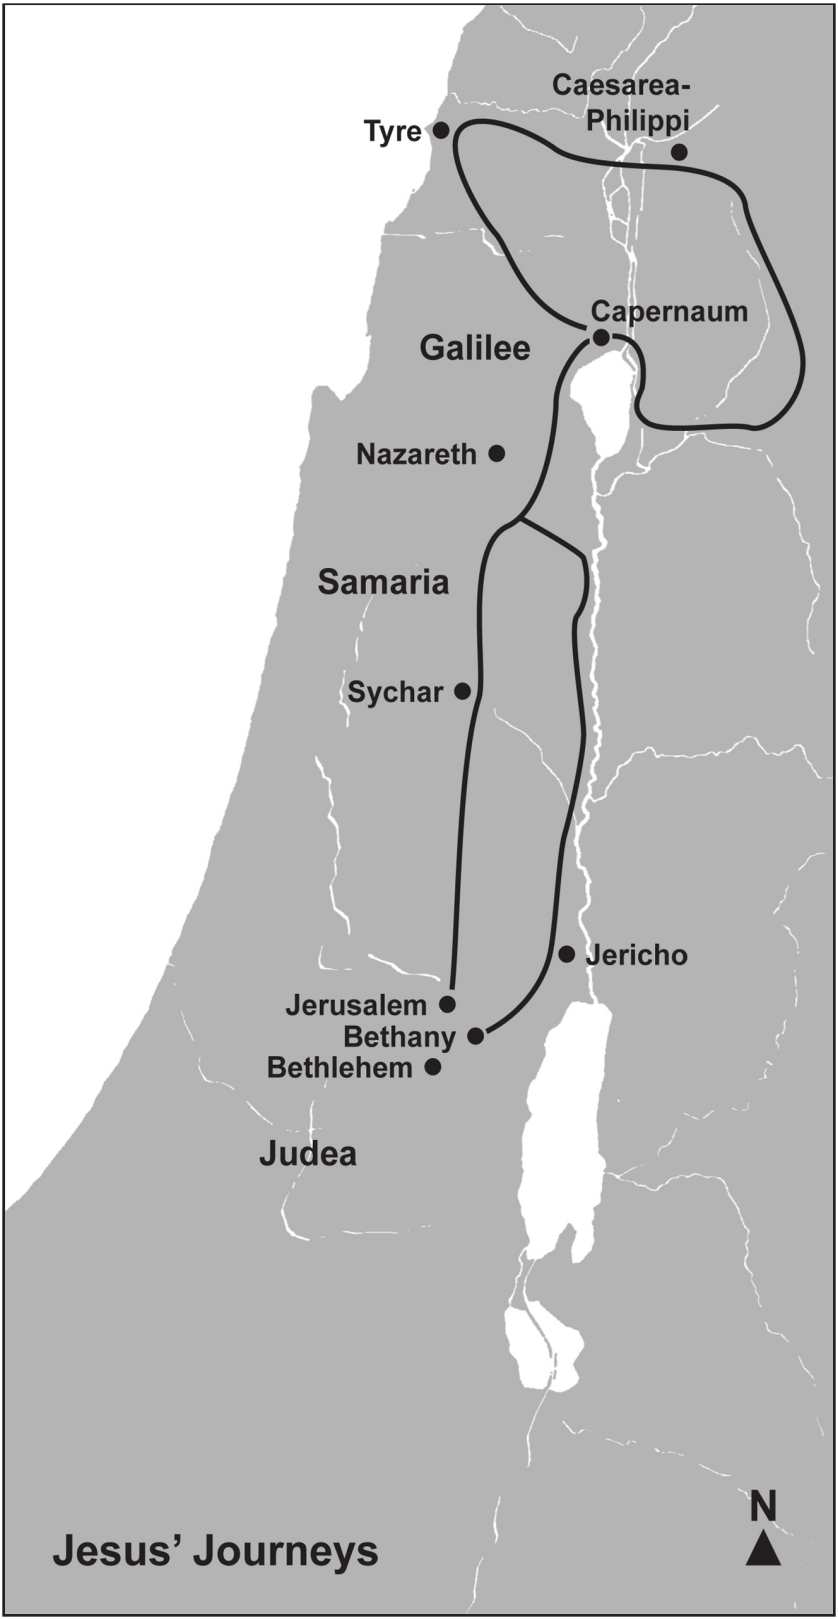 Caesarea-
Philippi
Tyre
Capernaum
Galilee
Nazareth
Samaria
Sychar
Jericho
Jerusalem
Bethany
Bethlehem
Judea
N
Jesus’ Journeys